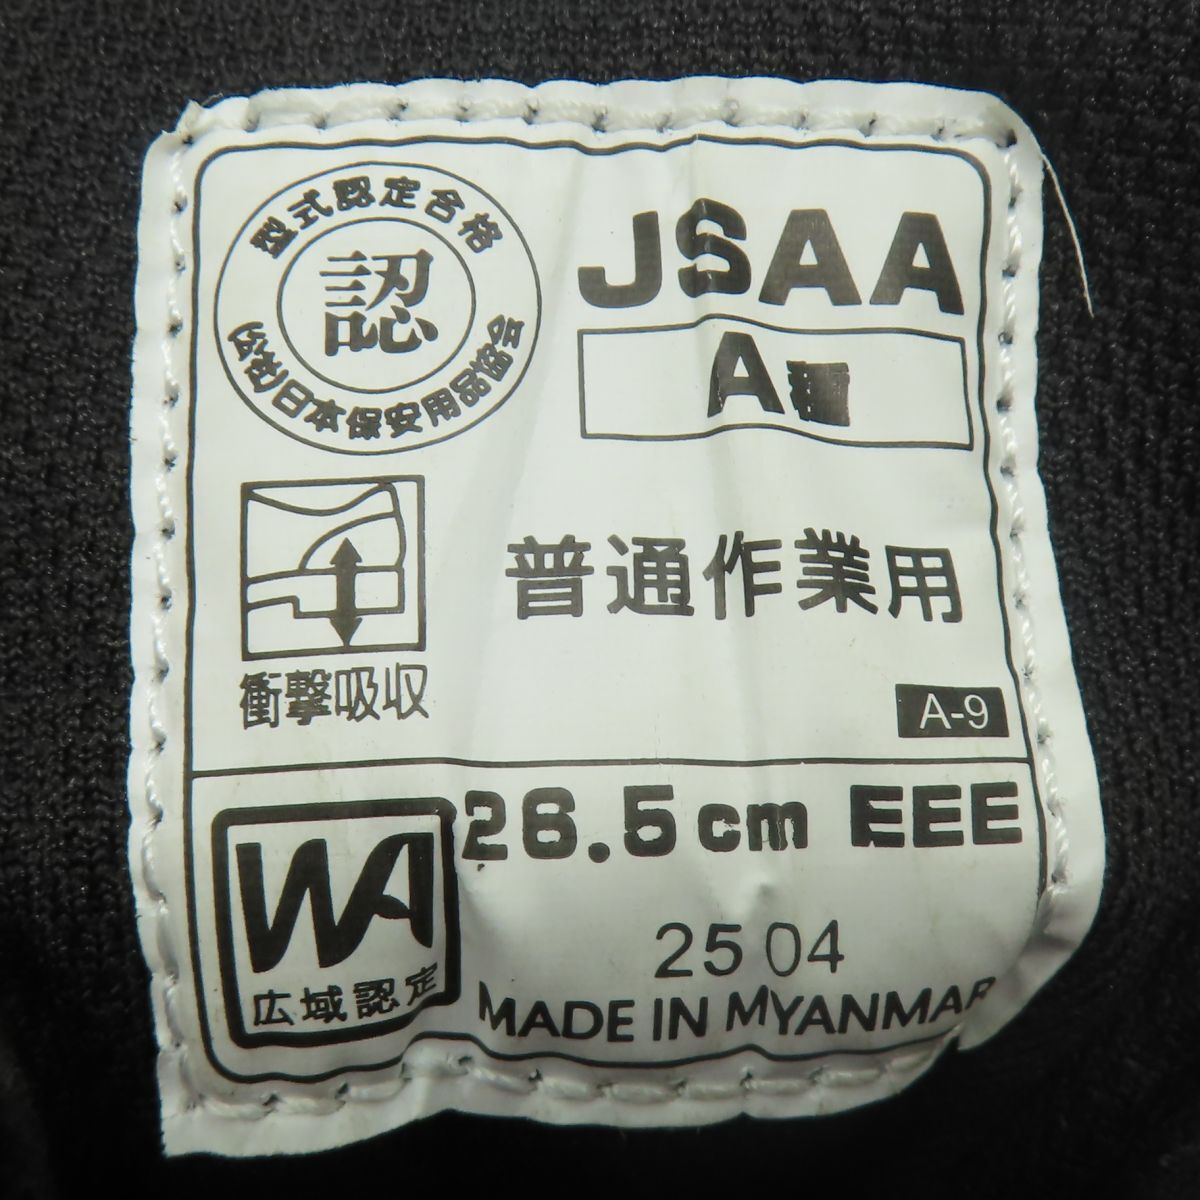 型式認定合格
認
(公社)日本保安用品協会
JSAA
A種
衝撃吸収
普通作業用
A-9
WA
広域認定
26.5cm EEE
2504
MADE IN MYANMAR